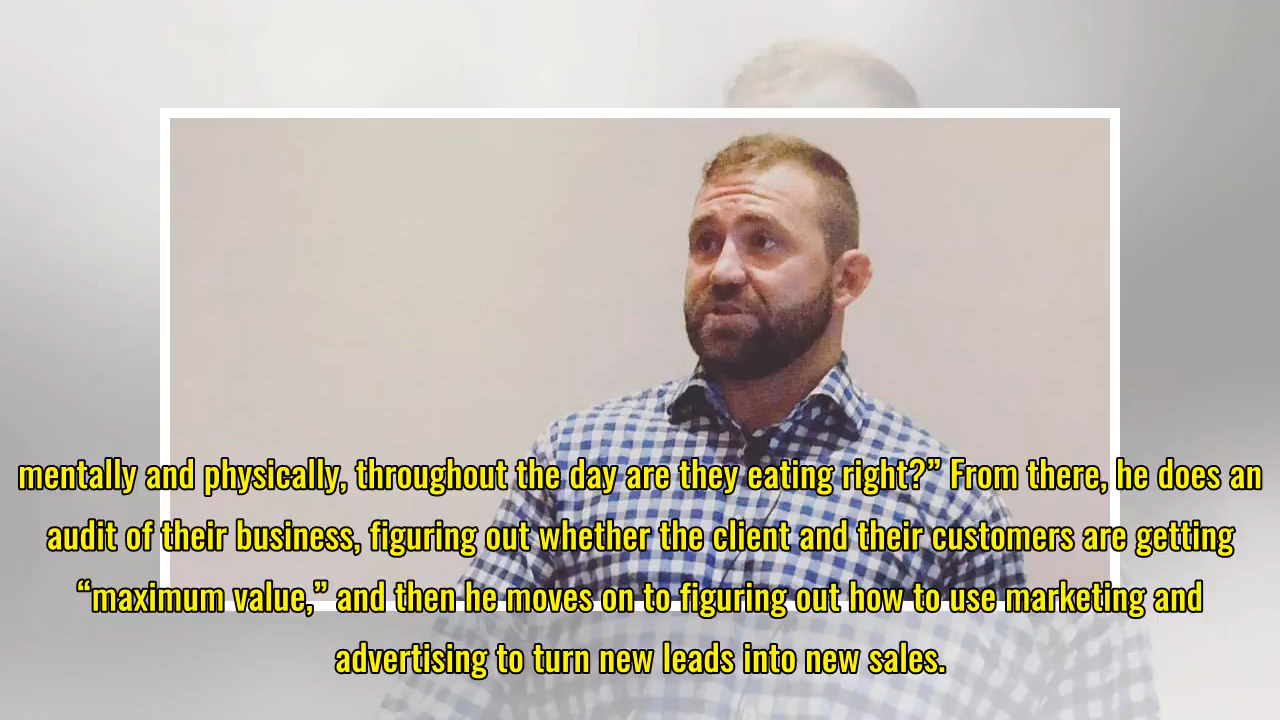 mentally and physically, throughout the day are they eating right?” From there, he does an
audit of their business, figuring out whether the client and their customers are getting
“maximum value,” and then he moves on to figuring out how to use marketing and
advertising to turn new leads into new sales.